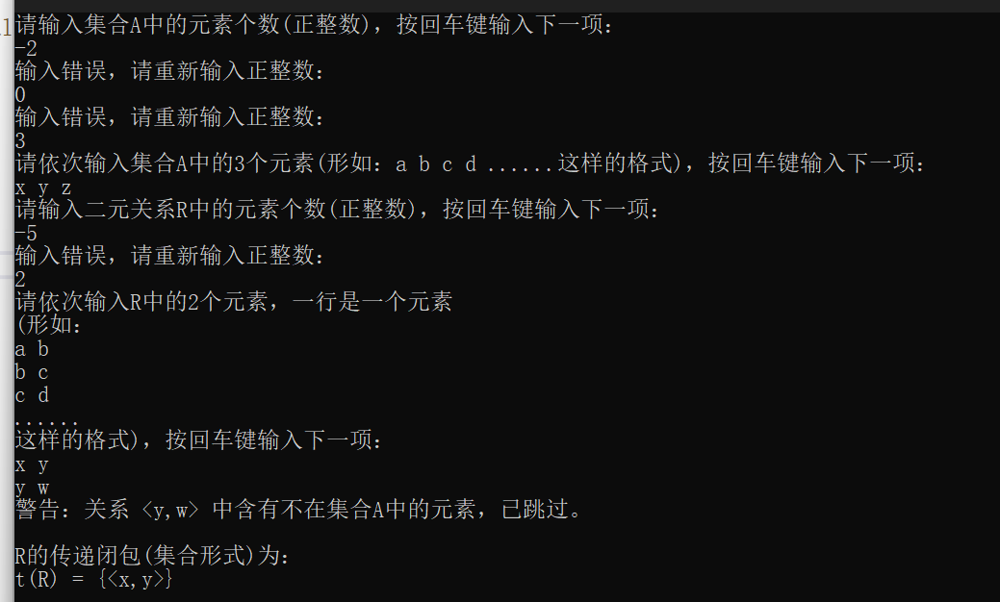 请输入集合A中的元素个数(正整数)，按回车键输入下一项：
-2
输入错误，请重新输入正整数：
0
输入错误，请重新输入正整数：
3
请依次输入集合A中的3个元素(形如：a b c d ......这样的格式)，按回车键输入下一项：
x y z
请输入二元关系R中的元素个数(正整数)，按回车键输入下一项：
-5
输入错误，请重新输入正整数：
2
请依次输入R中的2个元素，一行是一个元素
(形如：
a b
b c
c d
......
这样的格式)，按回车键输入下一项：
x y
y w
警告：关系 <y,w> 中含有不在集合A中的元素，已跳过。
R的传递闭包(集合形式)为：
t(R) = {<x,y>}